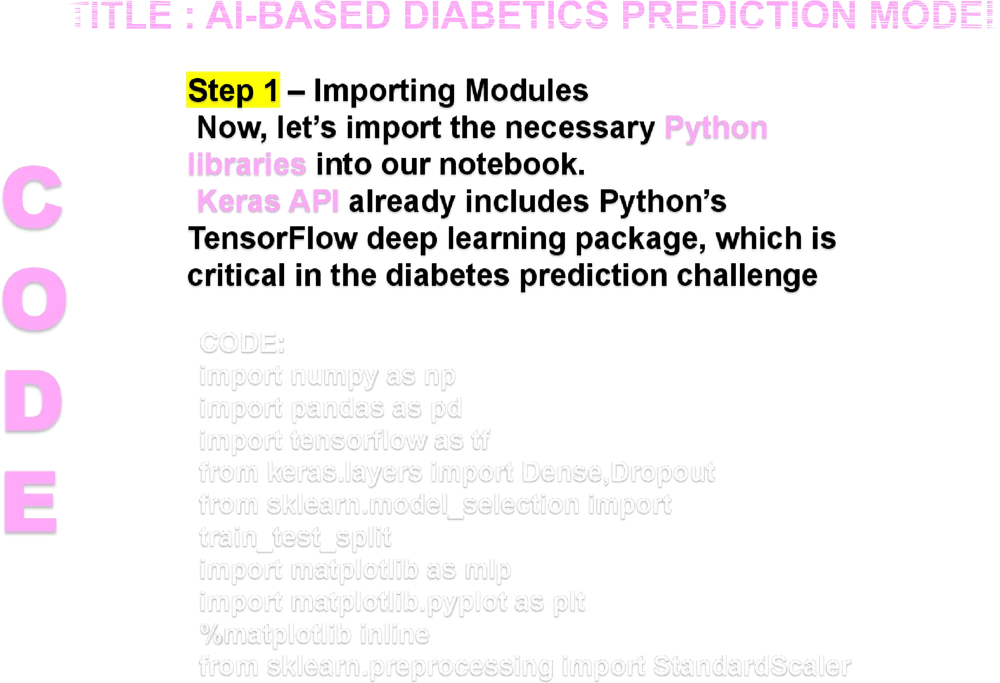 TITLE : AI-BASED DIABETICS PREDICTION MODEL
Step 1 – Importing Modules
Now, let’s import the necessary Python
libraries into our notebook.
Keras API already includes Python’s
TensorFlow deep learning package, which is
critical in the diabetes prediction challenge
C
O
D
E
CODE:
import numpy as np
import pandas as pd
import tensorflow as tf
from keras.layers import Dense,Dropout
from sklearn.model_selection import
train_test_split
import matplotlib as mlp
import matplotlib.pyplot as plt
%matplotlib inline
from sklearn.preprocessing import StandardScaler